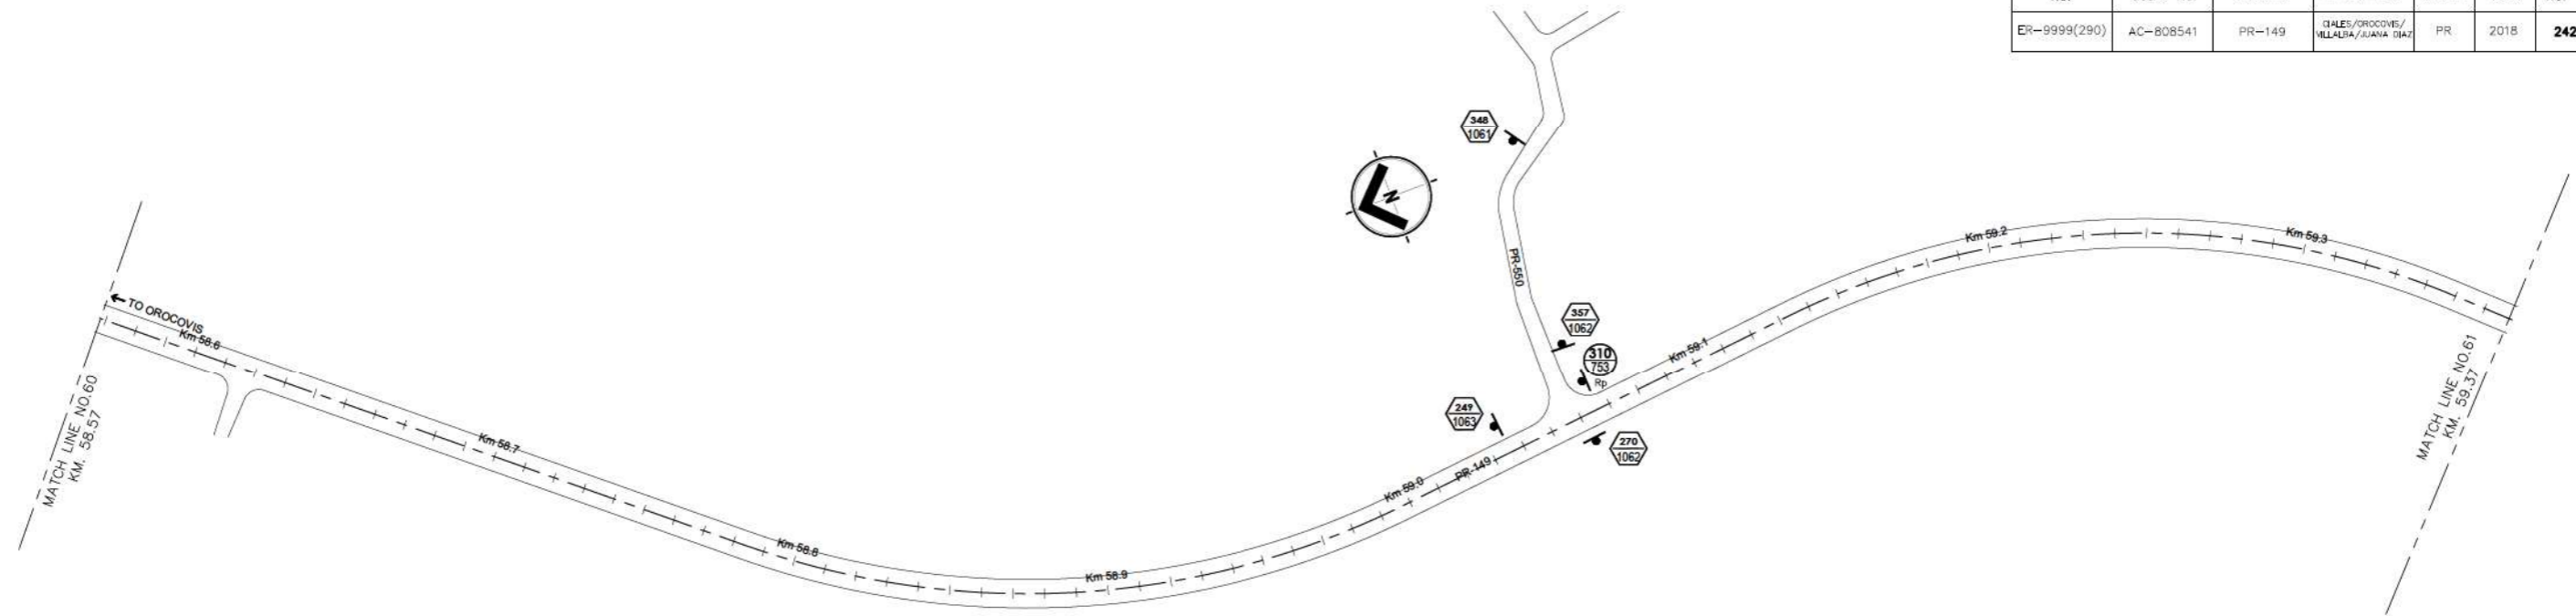 ER-9999(290) AC-808541 PR-149 CIALES/OROCOVIS/ PR 2018 242
VILLALBA/JUANA DIAZ
348
1061
N
PR-550
TO OROCOVIS
Km 58.6
357
1062
310
753
Rp
Km 59.1
Km 59.2
Km 59.3
MATCH LINE NO.60
KM. 58.57
Km 58.7
249
1063
270
1062
PR-149
Km 59.0
MATCH LINE NO.61
KM. 59.37
Km 58.8
Km 58.9